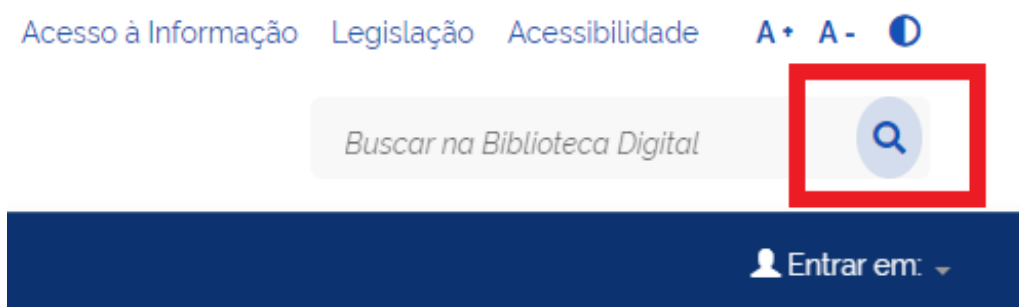 Acesso à Informação Legislação Acessibilidade A+ A-
Buscar na Biblioteca Digital
Entrar em: